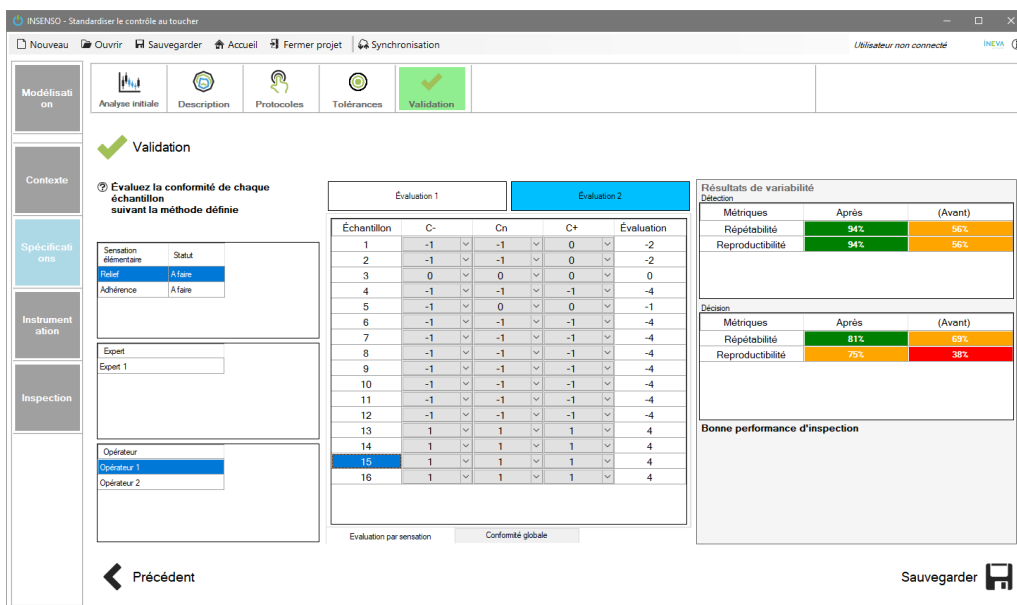 INSENSO - Standardiser le contrôle au toucher
Nouveau Ouvrir Sauvegarder Accueil Fermer projet Synchronisation Utilisateur non connecté INEVA
Modélisati
on
Contexte
Spécificati
ons
Instrument
ation
Inspection
Analyse initiale Description Protocoles Tolérances Validation
Validation
Évaluez la conformité de chaque
échantillon
suivant la méthode définie
Sensation
élémentaire Statut
Relief A faire
Adhérence A faire
Expert
Expert 1
Opérateur
Opérateur 1
Opérateur 2
Évaluation 1 Évaluation 2
Échantillon C- Cn C+ Évaluation
1 -1 -1 0 -2
2 -1 -1 0 -2
3 0 0 0 0
4 -1 -1 -1 -4
5 -1 0 0 -1
6 -1 -1 -1 -4
7 -1 -1 -1 -4
8 -1 -1 -1 -4
9 -1 -1 -1 -4
10 -1 -1 -1 -4
11 -1 -1 -1 -4
12 -1 -1 -1 -4
13 1 1 1 4
14 1 1 1 4
15 1 1 1 4
16 1 1 1 4
Evaluation par sensation Conformité globale
Résultats de variabilité
Détection
Métriques Après (Avant)
Répétabilité 94% 56%
Reproductibilité 94% 56%
Décision
Métriques Après (Avant)
Répétabilité 81% 69%
Reproductibilité 75% 38%
Bonne performance d'inspection
Précédent
Sauvegarder